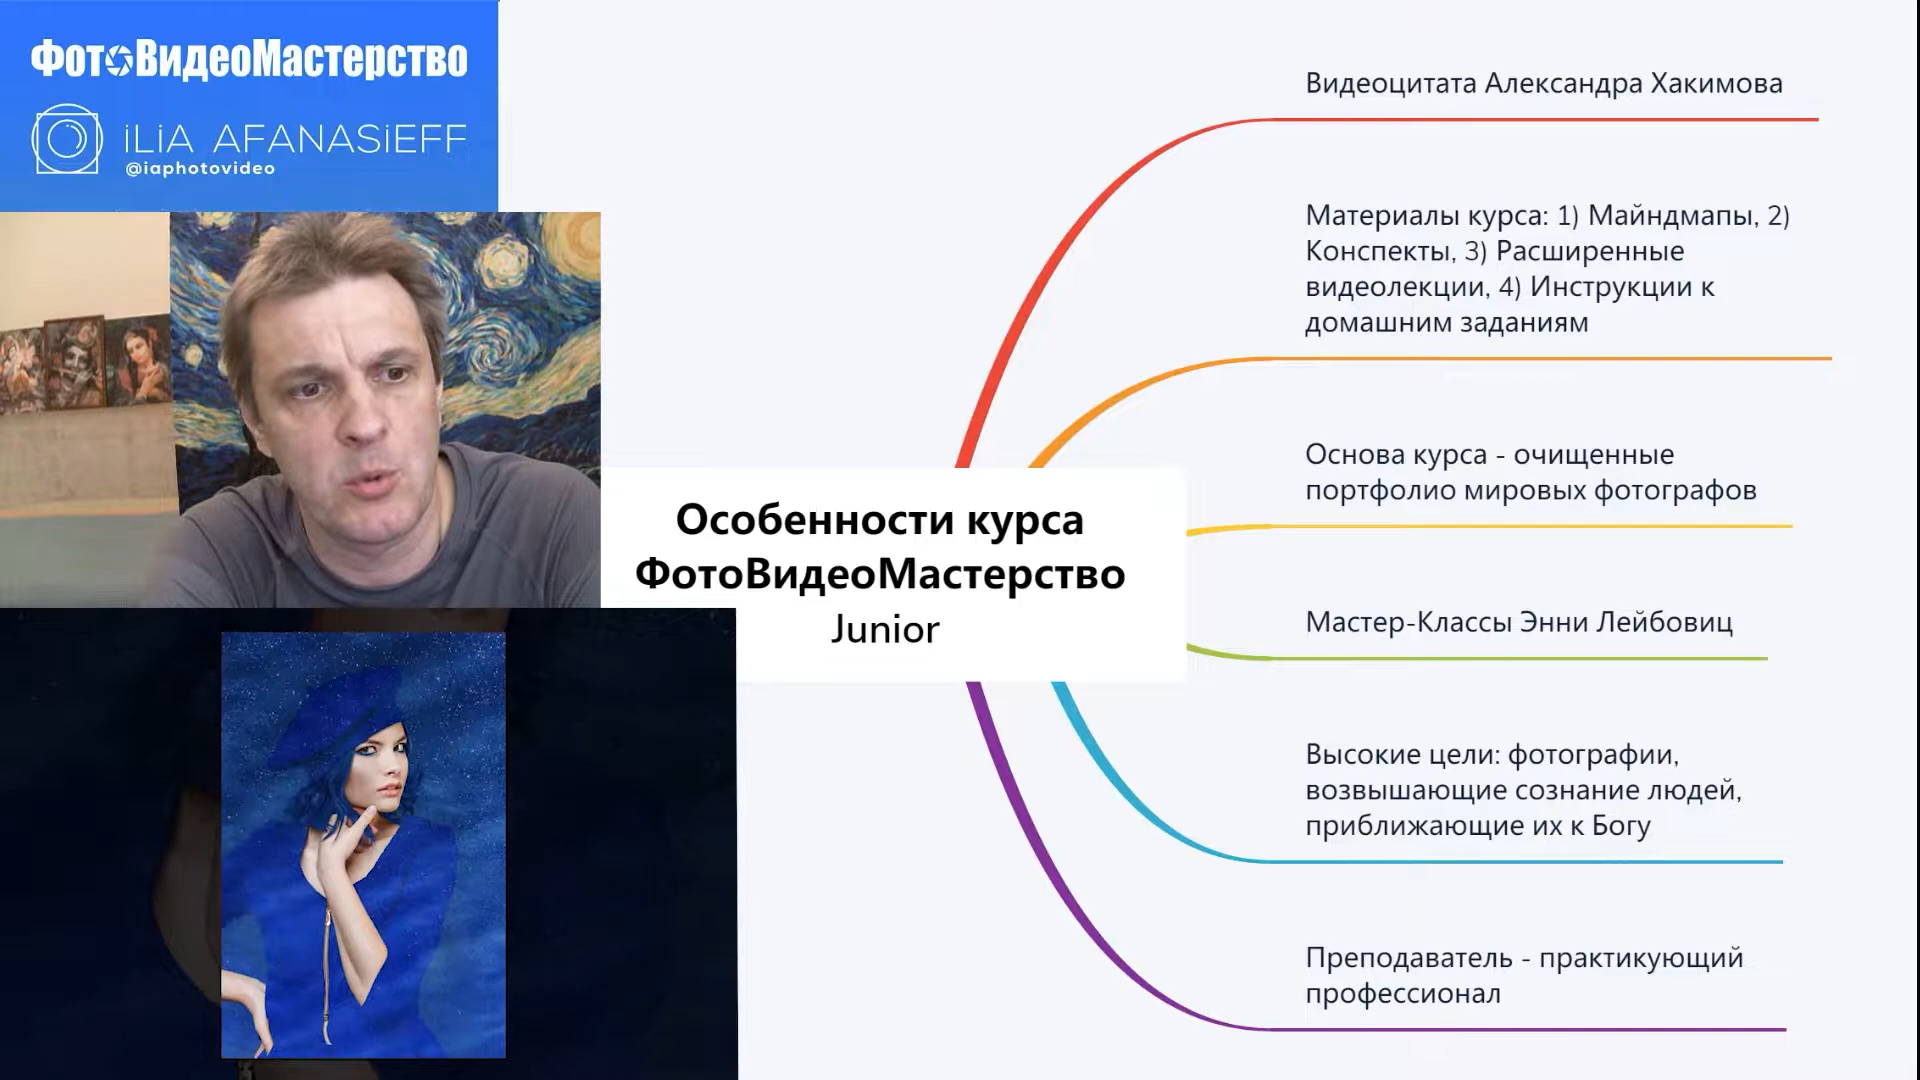 ФотоВидеоМастерство
iLiA AFANASiEFF
@iaphotovideo
Особенности курса
ФотоВидеоМастерство
Junior
Видеоцитата Александра Хакимова
Материалы курса: 1) Майндмапы, 2)
Конспекты, 3) Расширенные
видеолекции, 4) Инструкции к
домашним заданиям
Основа курса - очищенные
портфолио мировых фотографов
Мастер-Классы Энни Лейбовиц
Высокие цели: фотографии,
возвышающие сознание людей,
приближающие их к Богу
Преподаватель - практикующий
профессионал